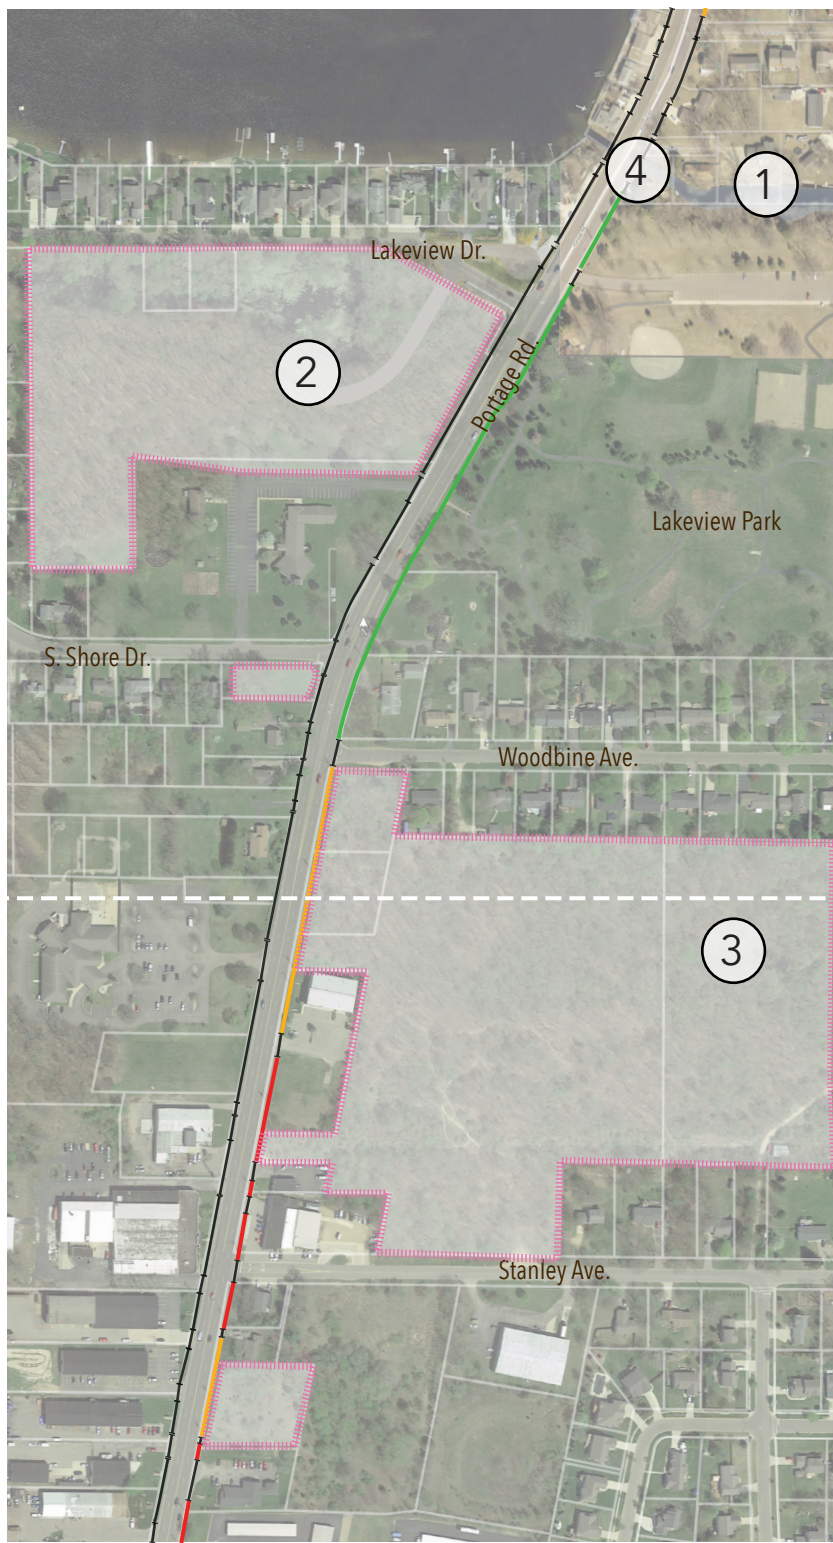 4
1
Lakeview Dr.
2
Portage Rd.
Lakeview Park
S. Shore Dr.
Woodbine Ave.
3
Stanley Ave.